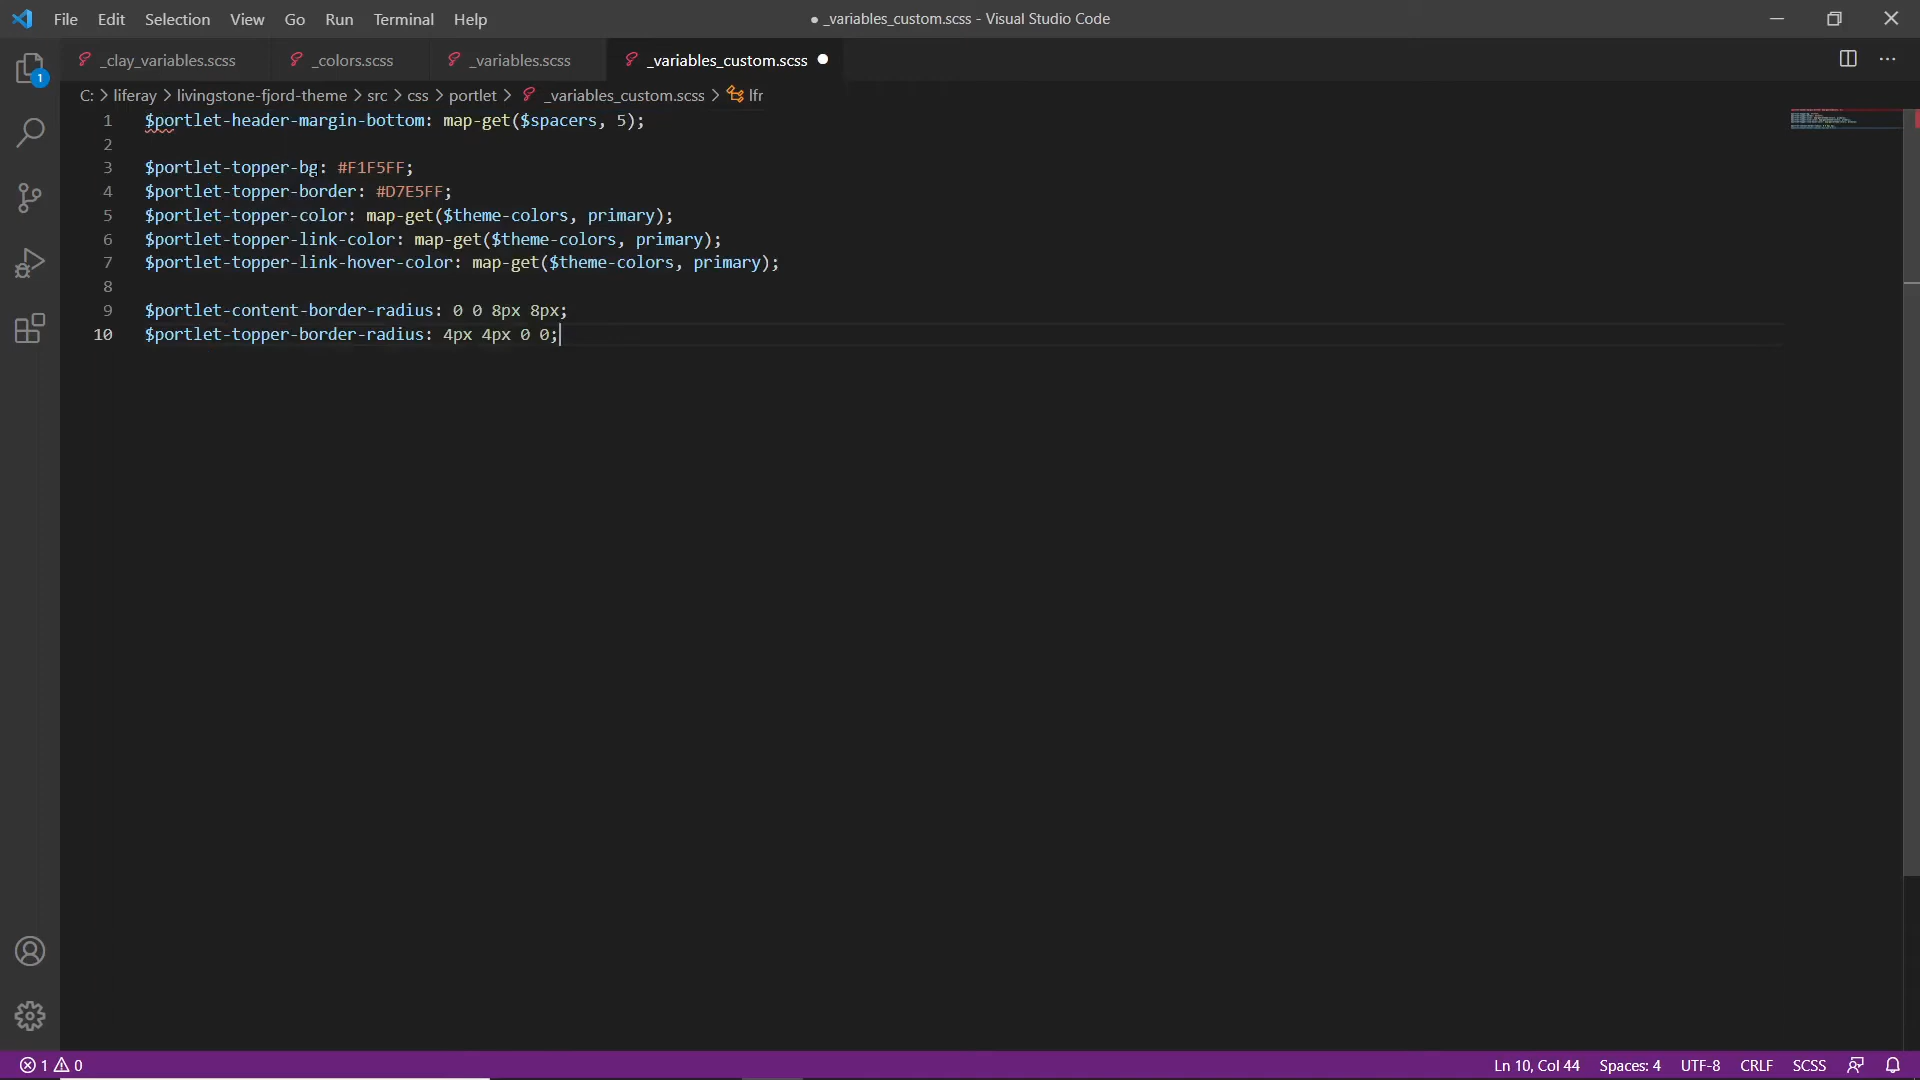 File Edit Selection View Go Run Terminal Help
● _variables_custom.scss - Visual Studio Code
1
_clay_variables.scss
_colors.scss
_variables.scss
_variables_custom.scss ●
C: > liferay > livingstone-fjord-theme > src > css > portlet > _variables_custom.scss > lfr
1 $portlet-header-margin-bottom: map-get($spacers, 5);
2
3 $portlet-topper-bg: #F1F5FF;
4 $portlet-topper-border: #D7E5FF;
5 $portlet-topper-color: map-get($theme-colors, primary);
6 $portlet-topper-link-color: map-get($theme-colors, primary);
7 $portlet-topper-link-hover-color: map-get($theme-colors, primary);
8
9 $portlet-content-border-radius: 0 0 8px 8px;
10 $portlet-topper-border-radius: 4px 4px 0 0;
1 0
Ln 10, Col 44
Spaces: 4
UTF-8
CRLF
SCSS